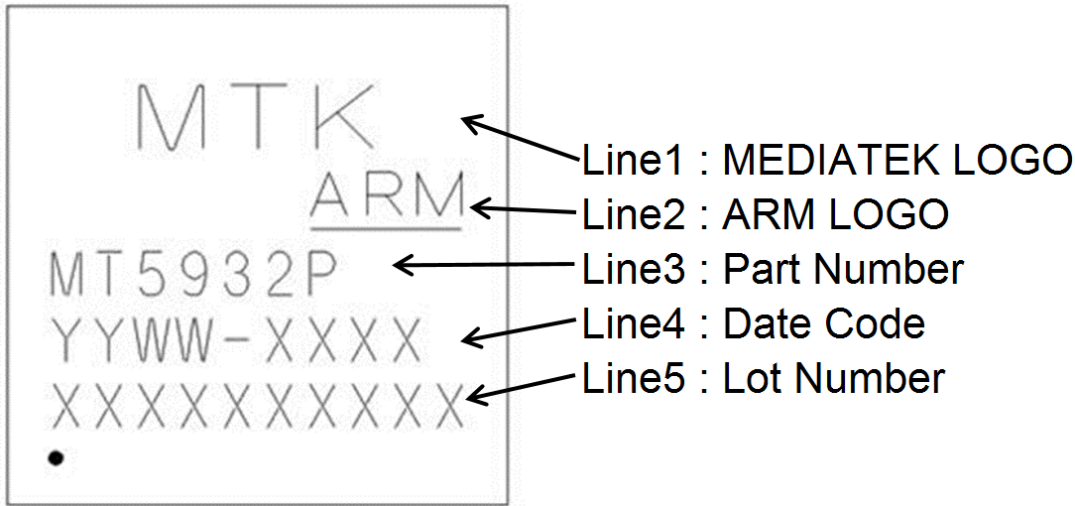 MTK
ARM
MT5932P
YYWW-XXXX
XXXXXXXXXX
Line1 : MEDIATEK LOGO
Line2 : ARM LOGO
Line3 : Part Number
Line4 : Date Code
Line5 : Lot Number